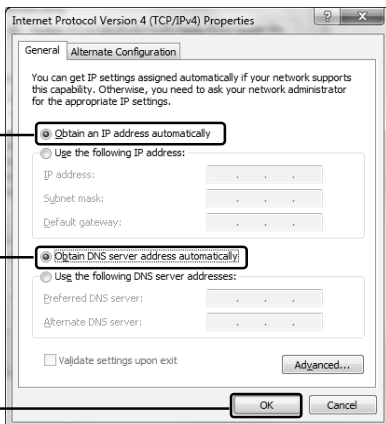 Internet Protocol Version 4 (TCP/IPv4) Properties
General
Alternate Configuration
You can get IP settings assigned automatically if your network supports
this capability. Otherwise, you need to ask your network administrator
for the appropriate IP settings.
Obtain an IP address automatically
Use the following IP address:
IP address:
Subnet mask:
Default gateway:
Obtain DNS server address automatically
Use the following DNS server addresses:
Preferred DNS server:
Alternate DNS server:
Validate settings upon exit
Advanced...
OK
Cancel